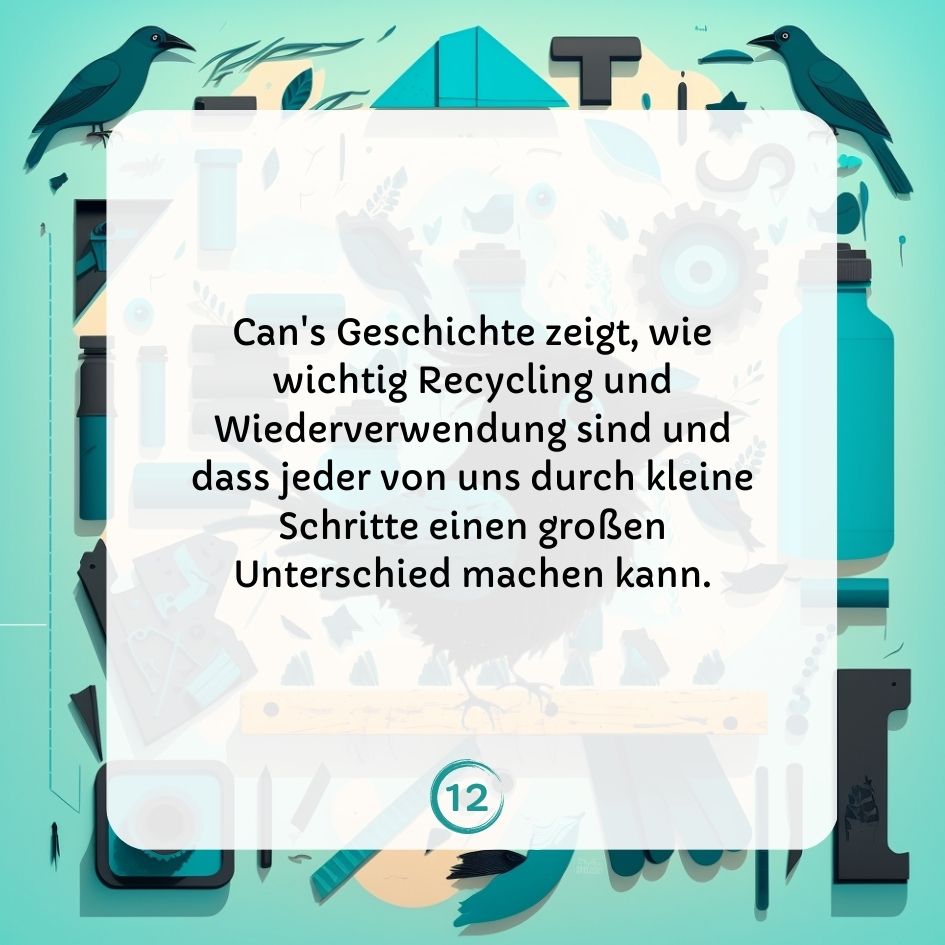 Can's Geschichte zeigt, wie
wichtig Recycling und
Wiederverwendung sind und
dass jeder von uns durch kleine
Schritte einen großen
Unterschied machen kann.
12